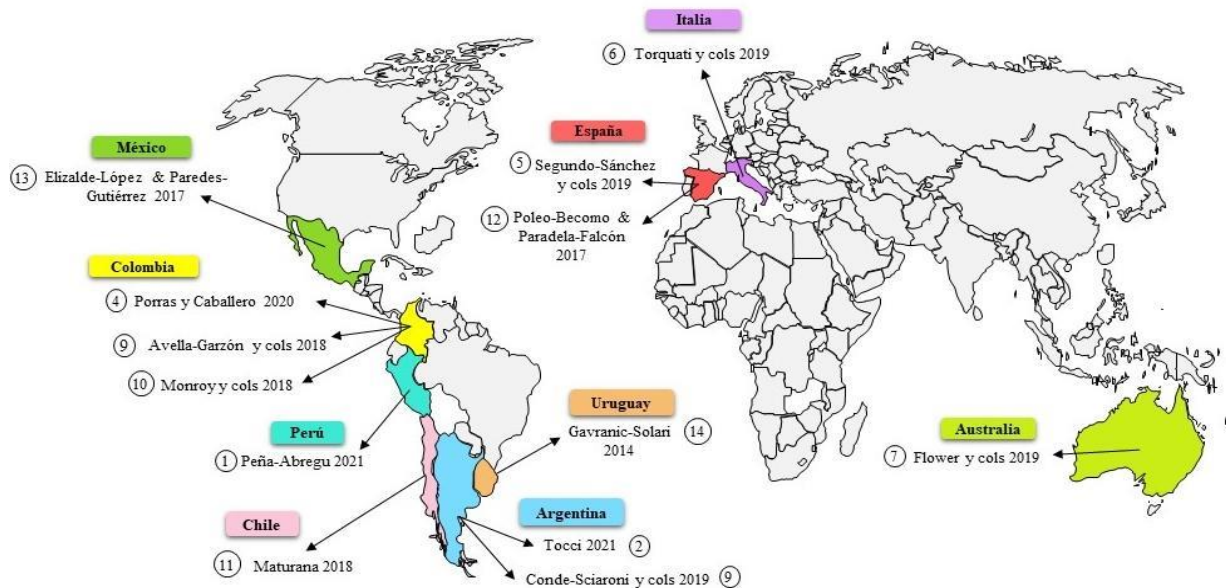 Italia
⑥ Torquati y cols 2019
España
⑤ Segundo-Sánchez
y cols 2019
⑫ Poleo-Becomo &
Paradela-Falcón
2017
México
⑬ Elizalde-López & Paredes-
Gutiérrez 2017
Colombia
④ Porras y Caballero 2020
⑨ Avella-Garzón y cols 2018
⑩ Monroy y cols 2018
Perú
① Peña-Abregu 2021
Uruguay
Gavranic-Solari ⑭
2014
Australia
⑦ Flower y cols 2019
Chile
⑪ Maturana 2018
Argentina
Tocci 2021 ②
Conde-Sciaroni y cols 2019 ⑨